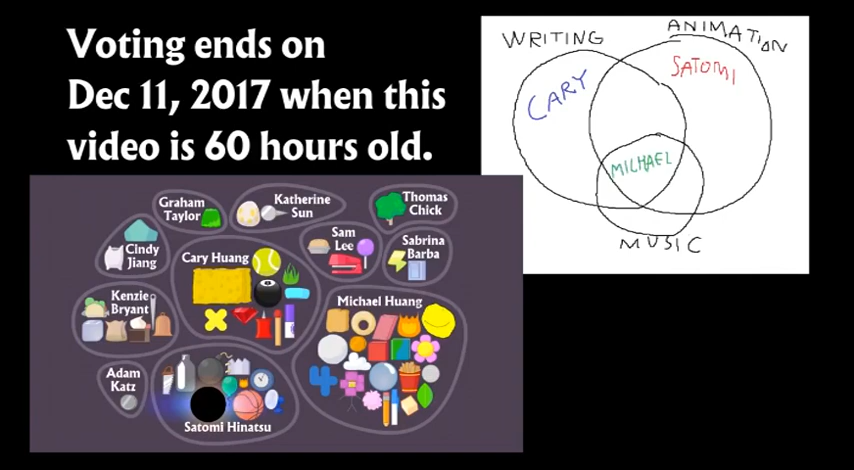 Voting ends on
Dec 11, 2017 when this
video is 60 hours old.
WRITING
ANIMATION
CARY
SATOMI
MICHAEL
MUSIC
Graham
Taylor
Katherine
Sun
Thomas
Chick
Cindy
Jiang
Cary Huang
Sam
Lee
Sabrina
Barba
Kenzie
Bryant
Michael Huang
Adam
Katz
Satomi Hinatsu
8
4